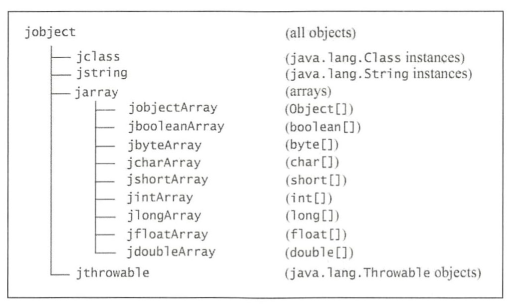 jobject (all objects)
jclass (java.lang.Class instances)
jstring (java.lang.String instances)
jarray (arrays)
jobjectArray (Object[])
jbooleanArray (boolean[])
jbyteArray (byte[])
jcharArray (char[])
jshortArray (short[])
jintArray (int[])
jlongArray (long[])
jfloatArray (float[])
jdoubleArray (double[])
jthrowable (java.lang.Throwable objects)